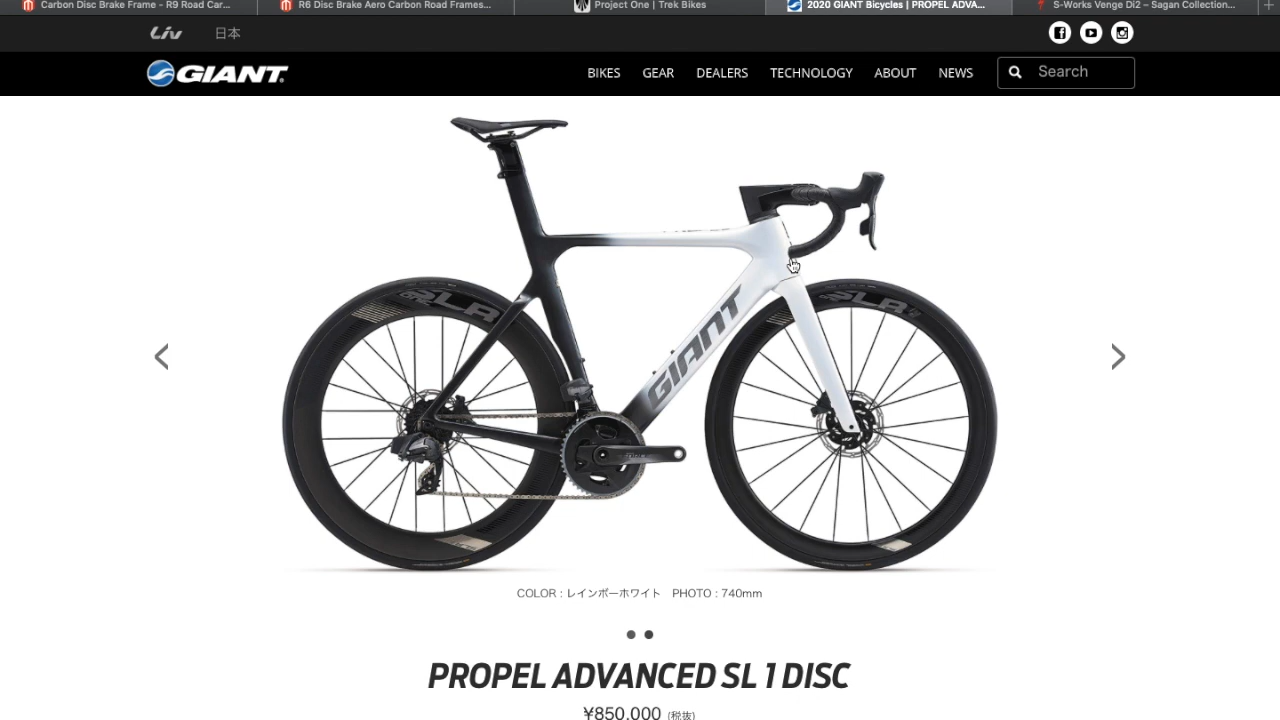 Carbon Disc Brake Frame - R9 Road Car...
R6 Disc Brake Aero Carbon Road Frames...
Project One | Trek Bikes
2020 GIANT Bicycles | PROPEL ADVA...
S-Works Venge Di2 – Sagan Collection...
Liv 日本
GIANT
BIKES GEAR DEALERS TECHNOLOGY ABOUT NEWS Search
SLR
SLR
GIANT
COLOR : レインボーホワイト PHOTO : 740mm
PROPEL ADVANCED SL 1 DISC
¥850,000 (税抜)